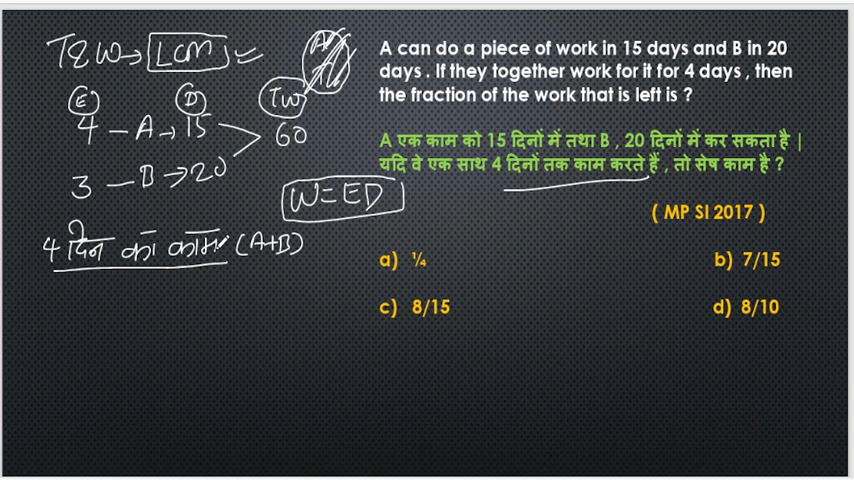 T&W → LCM =
E D TW
4 – A → 15 60
3 – B → 20
W = ED
4 दिन का काम (A+B)
A can do a piece of work in 15 days and B in 20
days . If they together work for it for 4 days , then
the fraction of the work that is left is ?
A एक काम को 15 दिनों में तथा B , 20 दिनों में कर सकता है |
यदि वे एक साथ 4 दिनों तक काम करते हैं , तो सेष काम है ?
( MP SI 2017 )
a) ¼ b) 7/15
c) 8/15 d) 8/10